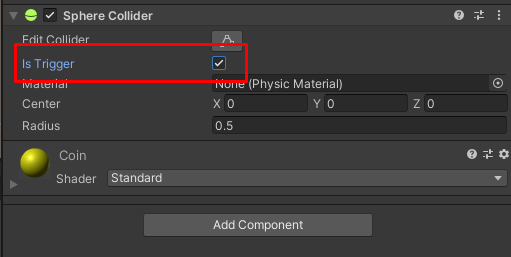 Sphere Collider
Edit Collider
Is Trigger
Material None (Physic Material)
Center X 0 Y 0 Z 0
Radius 0.5
Coin
Shader Standard
Add Component